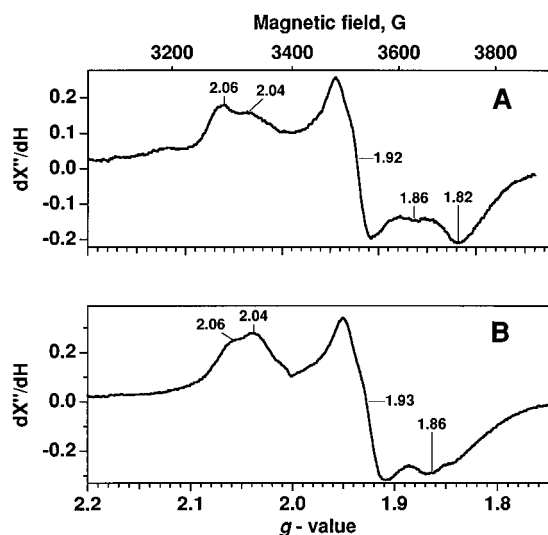 Magnetic field, G
3200 3400 3600 3800
A
2.06
2.04
0.2
0.1
0.0
-0.1
-0.2
dX"/dH
1.92
1.86
1.82
B
2.06
2.04
0.2
0.0
-0.2
dX"/dH
1.93
1.86
2.2 2.1 2.0 1.9 1.8
g - value